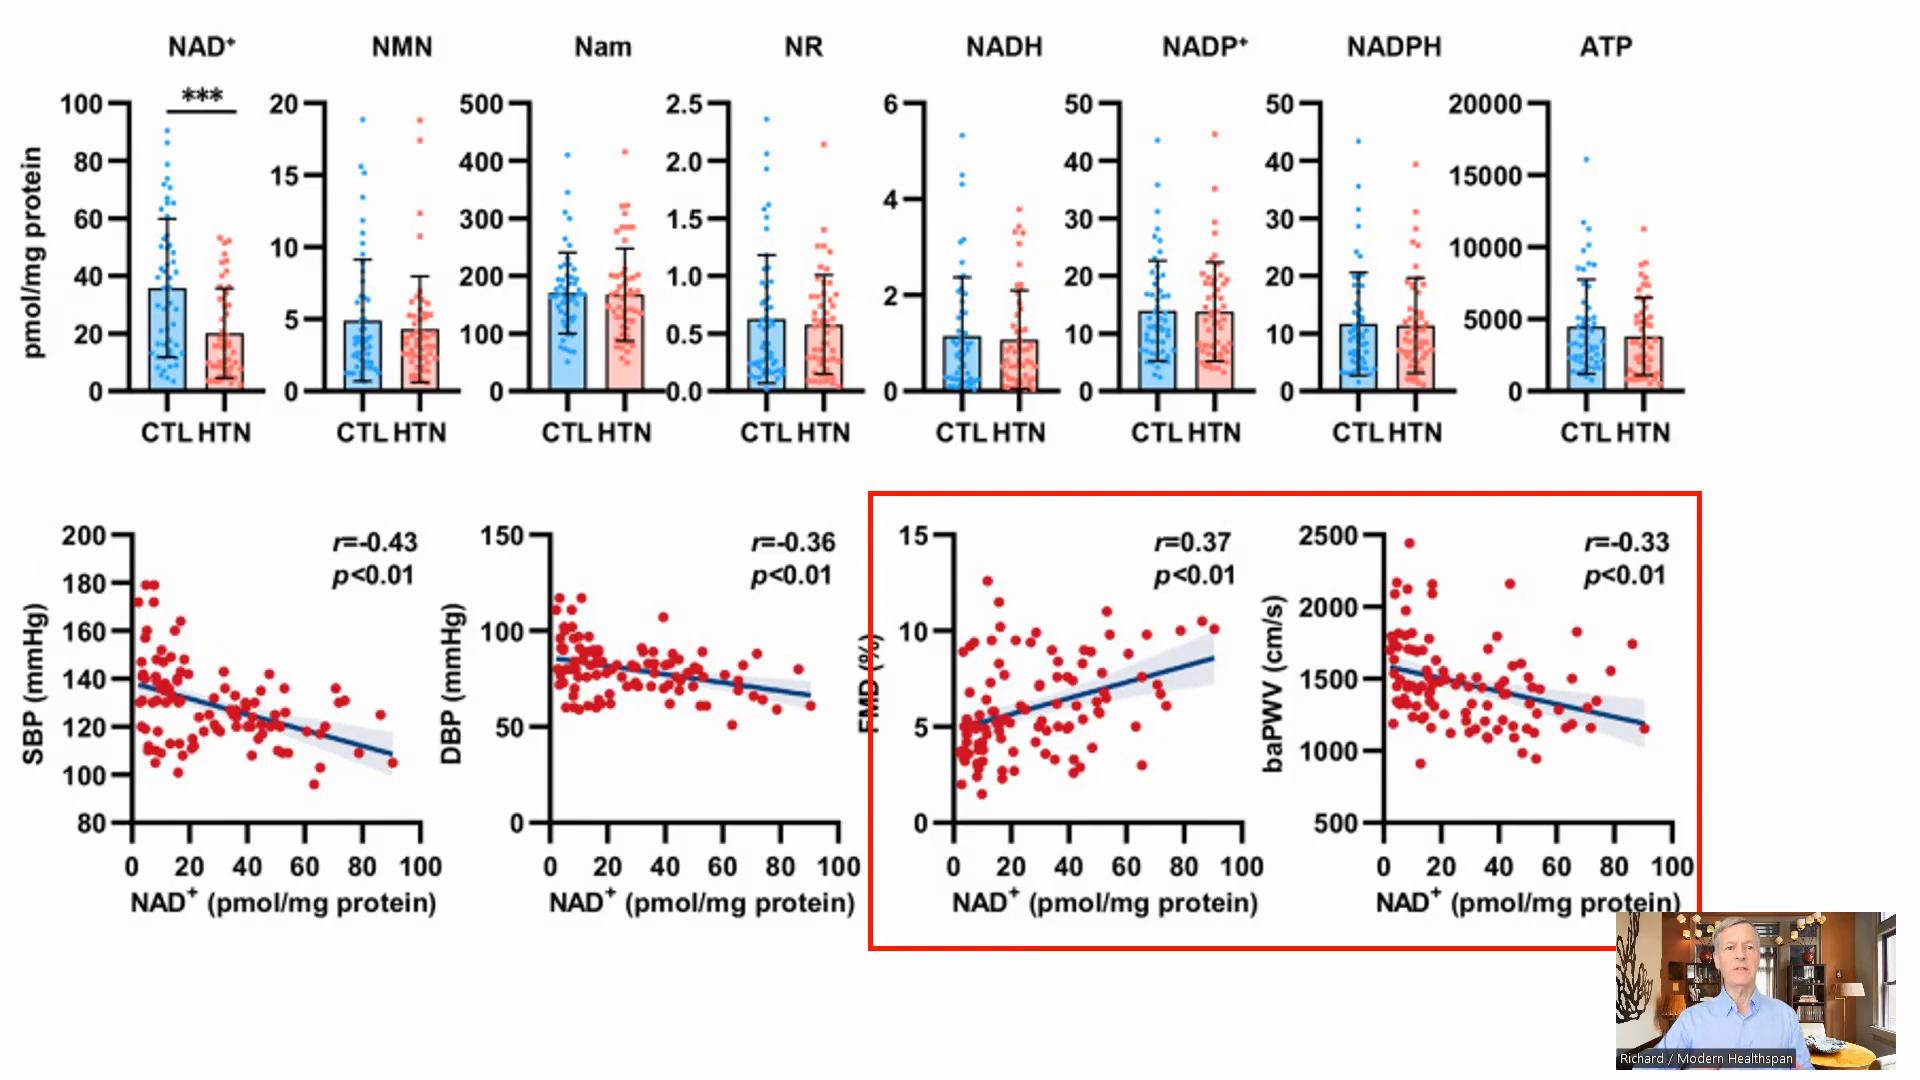 NAD⁺ NMN Nam NR NADH NADP⁺ NADPH ATP
pmol/mg protein
***
100
80
60
40
20
0
CTL HTN
20
15
10
5
0
CTL HTN
500
400
300
200
100
0
CTL HTN
2.5
2.0
1.5
1.0
0.5
0.0
CTL HTN
6
4
2
0
CTL HTN
50
40
30
20
10
0
CTL HTN
50
40
30
20
10
0
CTL HTN
20000
15000
10000
5000
0
CTL HTN
SBP (mmHg)
200
180
160
140
120
100
80
r=-0.43
p<0.01
0 20 40 60 80 100
NAD⁺ (pmol/mg protein)
DBP (mmHg)
150
100
50
0
r=-0.36
p<0.01
0 20 40 60 80 100
NAD⁺ (pmol/mg protein)
FMD (%)
15
10
5
0
r=0.37
p<0.01
0 20 40 60 80 100
NAD⁺ (pmol/mg protein)
baPWV (cm/s)
2500
2000
1500
1000
500
r=-0.33
p<0.01
0 20 40 60 80 100
NAD⁺ (pmol/mg protein)
Richard / Modern Healthspan